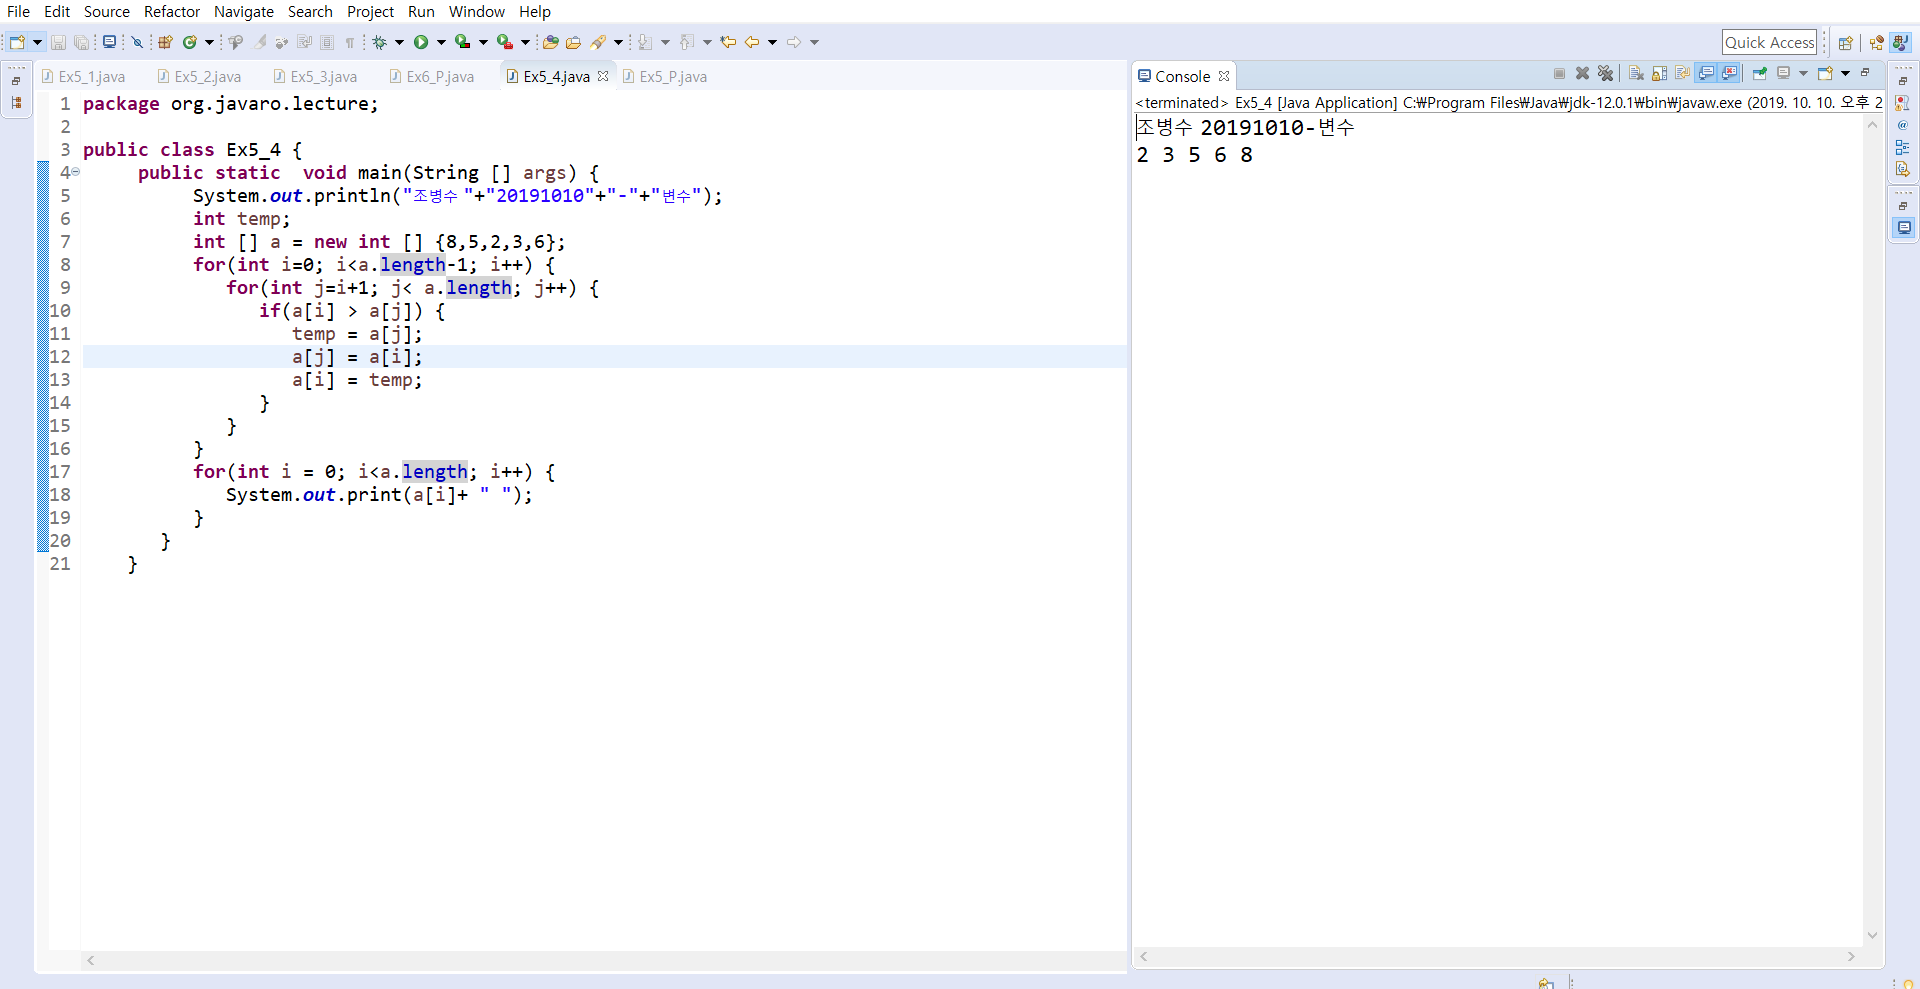 File Edit Source Refactor Navigate Search Project Run Window Help
Quick Access
Ex5_1.java Ex5_2.java Ex5_3.java Ex6_P.java Ex5_4.java Ex5_P.java
1 package org.javaro.lecture;
2
3 public class Ex5_4 {
4 public static  void main(String [] args) {
5 System.out.println("조병수 "+"20191010"+"-"+"변수");
6 int temp;
7 int [] a = new int [] {8,5,2,3,6};
8 for(int i=0; i<a.length-1; i++) {
9 for(int j=i+1; j< a.length; j++) {
10 if(a[i] > a[j]) {
11 temp = a[j];
12 a[j] = a[i];
13 a[i] = temp;
14 }
15 }
16 }
17 for(int i = 0; i<a.length; i++) {
18 System.out.print(a[i]+ " ");
19 }
20 }
21 }
Console
<terminated> Ex5_4 [Java Application] C:₩Program Files₩Java₩jdk-12.0.1₩bin₩javaw.exe (2019. 10. 10. 오후 2
조병수 20191010-변수
2 3 5 6 8